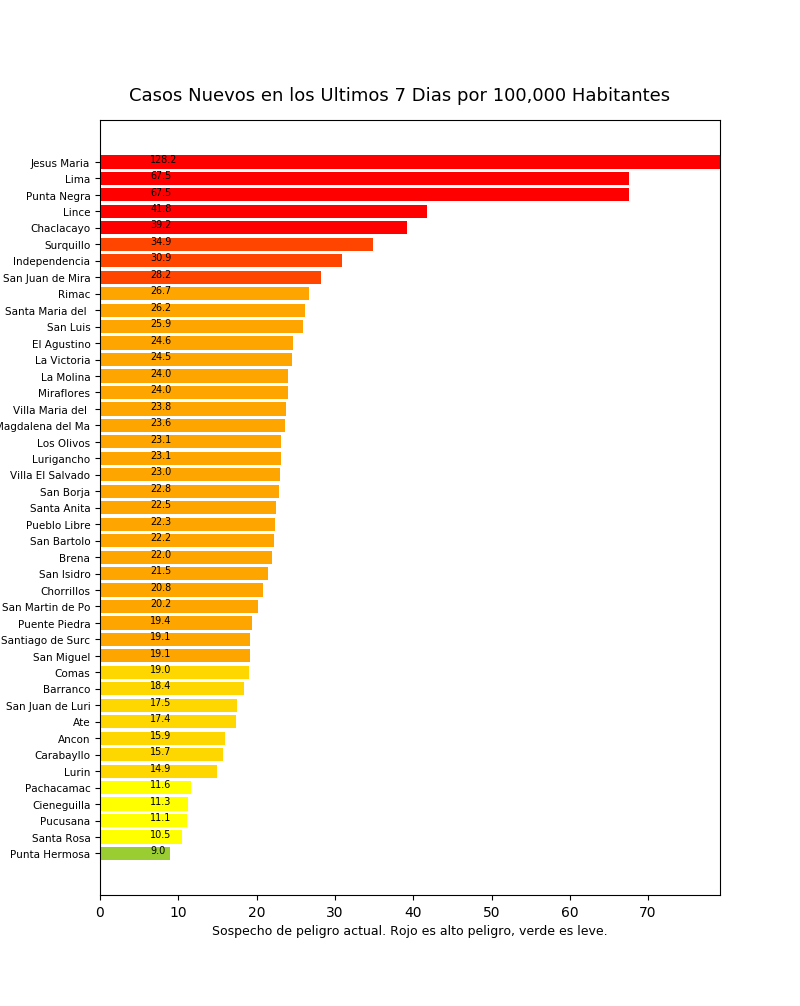 Casos Nuevos en los Ultimos 7 Dias por 100,000 Habitantes
Jesus Maria 128.2
Lima 67.5
Punta Negra 67.5
Lince 41.8
Chaclacayo 39.2
Surquillo 34.9
Independencia 30.9
San Juan de Mira 28.2
Rimac 26.7
Santa Maria del 26.2
San Luis 25.9
El Agustino 24.6
La Victoria 24.5
La Molina 24.0
Miraflores 24.0
Villa Maria del 23.8
Magdalena del Ma 23.6
Los Olivos 23.1
Lurigancho 23.1
Villa El Salvado 23.0
San Borja 22.8
Santa Anita 22.5
Pueblo Libre 22.3
San Bartolo 22.2
Brena 22.0
San Isidro 21.5
Chorrillos 20.8
San Martin de Po 20.2
Puente Piedra 19.4
Santiago de Surc 19.1
San Miguel 19.1
Comas 19.0
Barranco 18.4
San Juan de Luri 17.5
Ate 17.4
Ancon 15.9
Carabayllo 15.7
Lurin 14.9
Pachacamac 11.6
Cieneguilla 11.3
Pucusana 11.1
Santa Rosa 10.5
Punta Hermosa 9.0
0 10 20 30 40 50 60 70
Sospecho de peligro actual. Rojo es alto peligro, verde es leve.